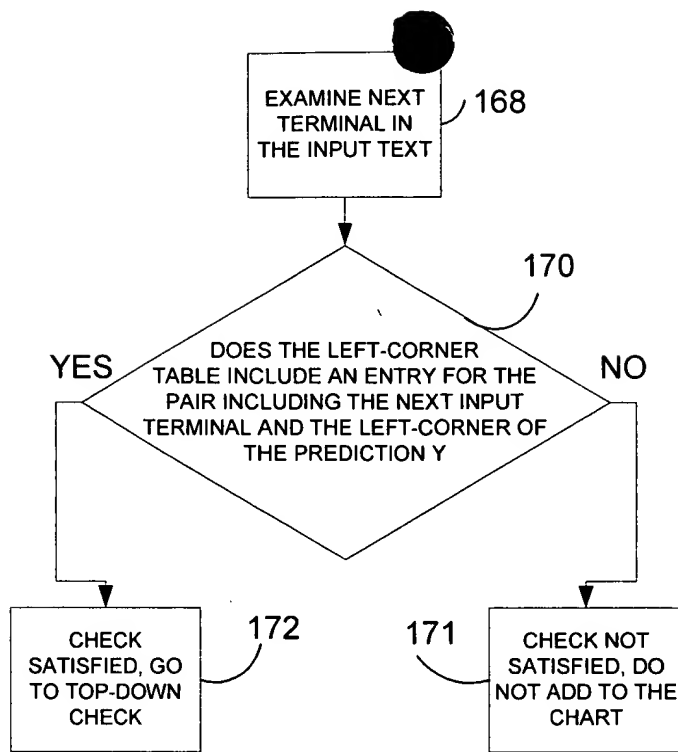 EXAMINE NEXT
TERMINAL IN
THE INPUT TEXT
168
170
DOES THE LEFT-CORNER
TABLE INCLUDE AN ENTRY FOR THE
PAIR INCLUDING THE NEXT INPUT
TERMINAL AND THE LEFT-CORNER OF
THE PREDICTION Y
YES
NO
CHECK
SATISFIED, GO
TO TOP-DOWN
CHECK
172
171
CHECK NOT
SATISFIED, DO
NOT ADD TO THE
CHART